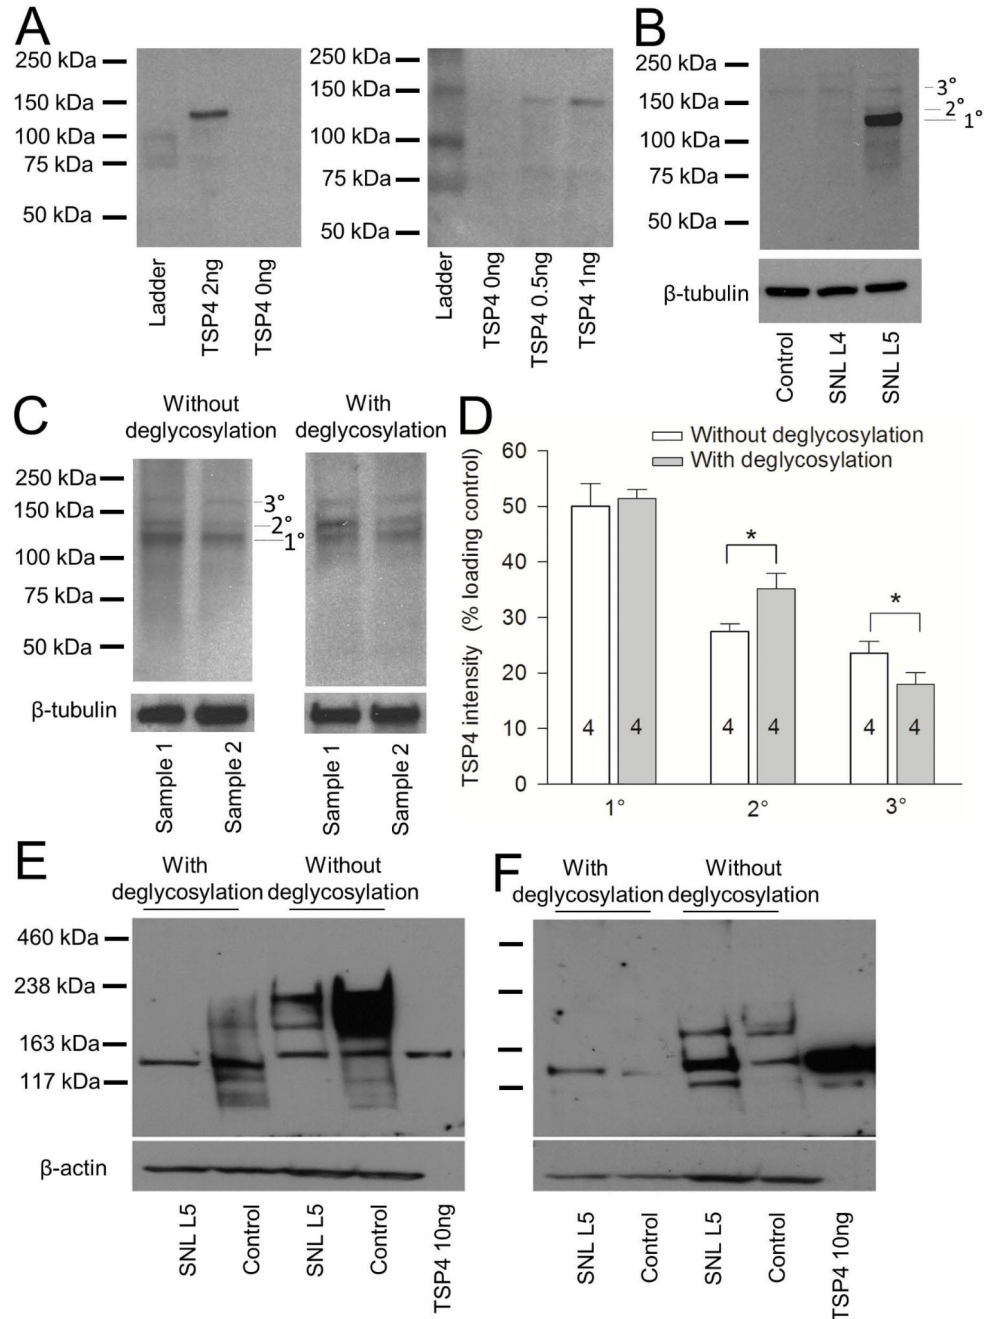 A
250 kDa
150 kDa
100 kDa
75 kDa
50 kDa
Ladder
TSP4 2ng
TSP4 0ng
250 kDa
150 kDa
100 kDa
75 kDa
50 kDa
Ladder
TSP4 0ng
TSP4 0.5ng
TSP4 1ng
B
250 kDa
150 kDa
100 kDa
75 kDa
50 kDa
3°
2°
1°
β-tubulin
Control
SNL L4
SNL L5
C
Without
deglycosylation
With
deglycosylation
250 kDa
150 kDa
100 kDa
75 kDa
50 kDa
3°
2°
1°
β-tubulin
Sample 1
Sample 2
Sample 1
Sample 2
D
Without deglycosylation
With deglycosylation
TSP4 intensity (% loading control)
60
50
40
30
20
10
0
*
*
4 4 4 4 4 4
1° 2° 3°
E
With
deglycosylation
Without
deglycosylation
460 kDa
238 kDa
163 kDa
117 kDa
β-actin
SNL L5
Control
SNL L5
Control
TSP4 10ng
F
With
deglycosylation
Without
deglycosylation
SNL L5
Control
SNL L5
Control
TSP4 10ng